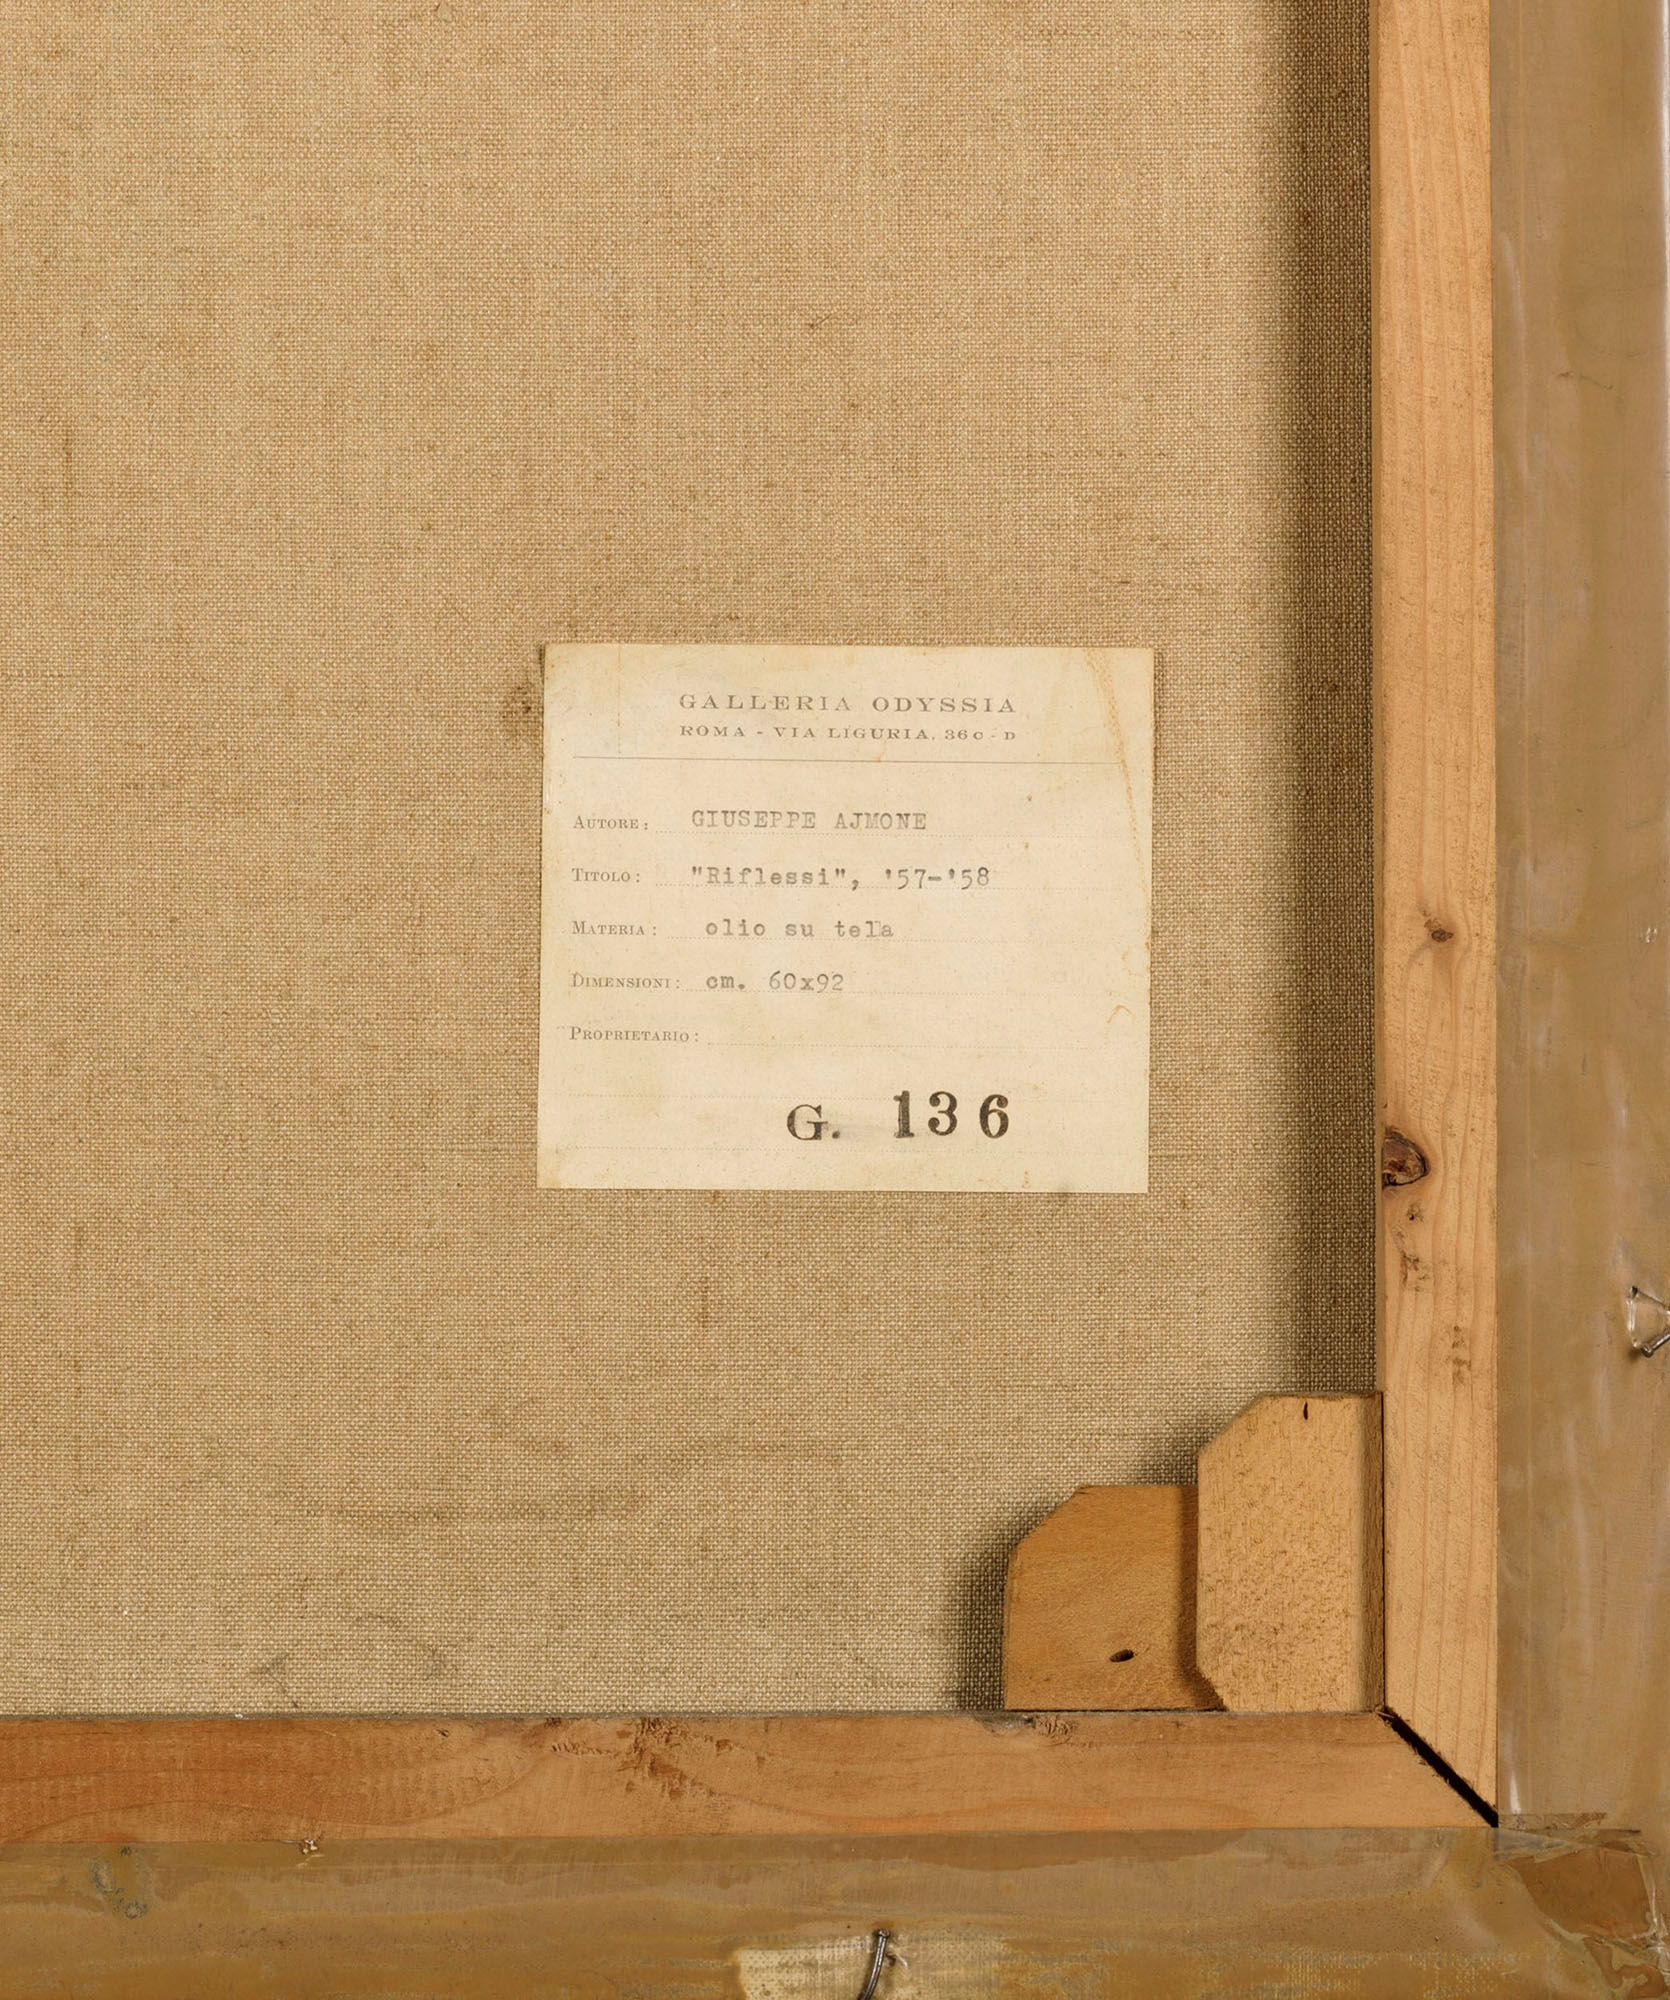 GALLERIA ODYSSIA
ROMA - VIA LIGURIA, 36 C - D
AUTORE: GIUSEPPE AJMONE
TITOLO: "Riflessi", '57-'58
MATERIA: olio su tela
DIMENSIONI: cm. 60x92
PROPRIETARIO:
G. 136